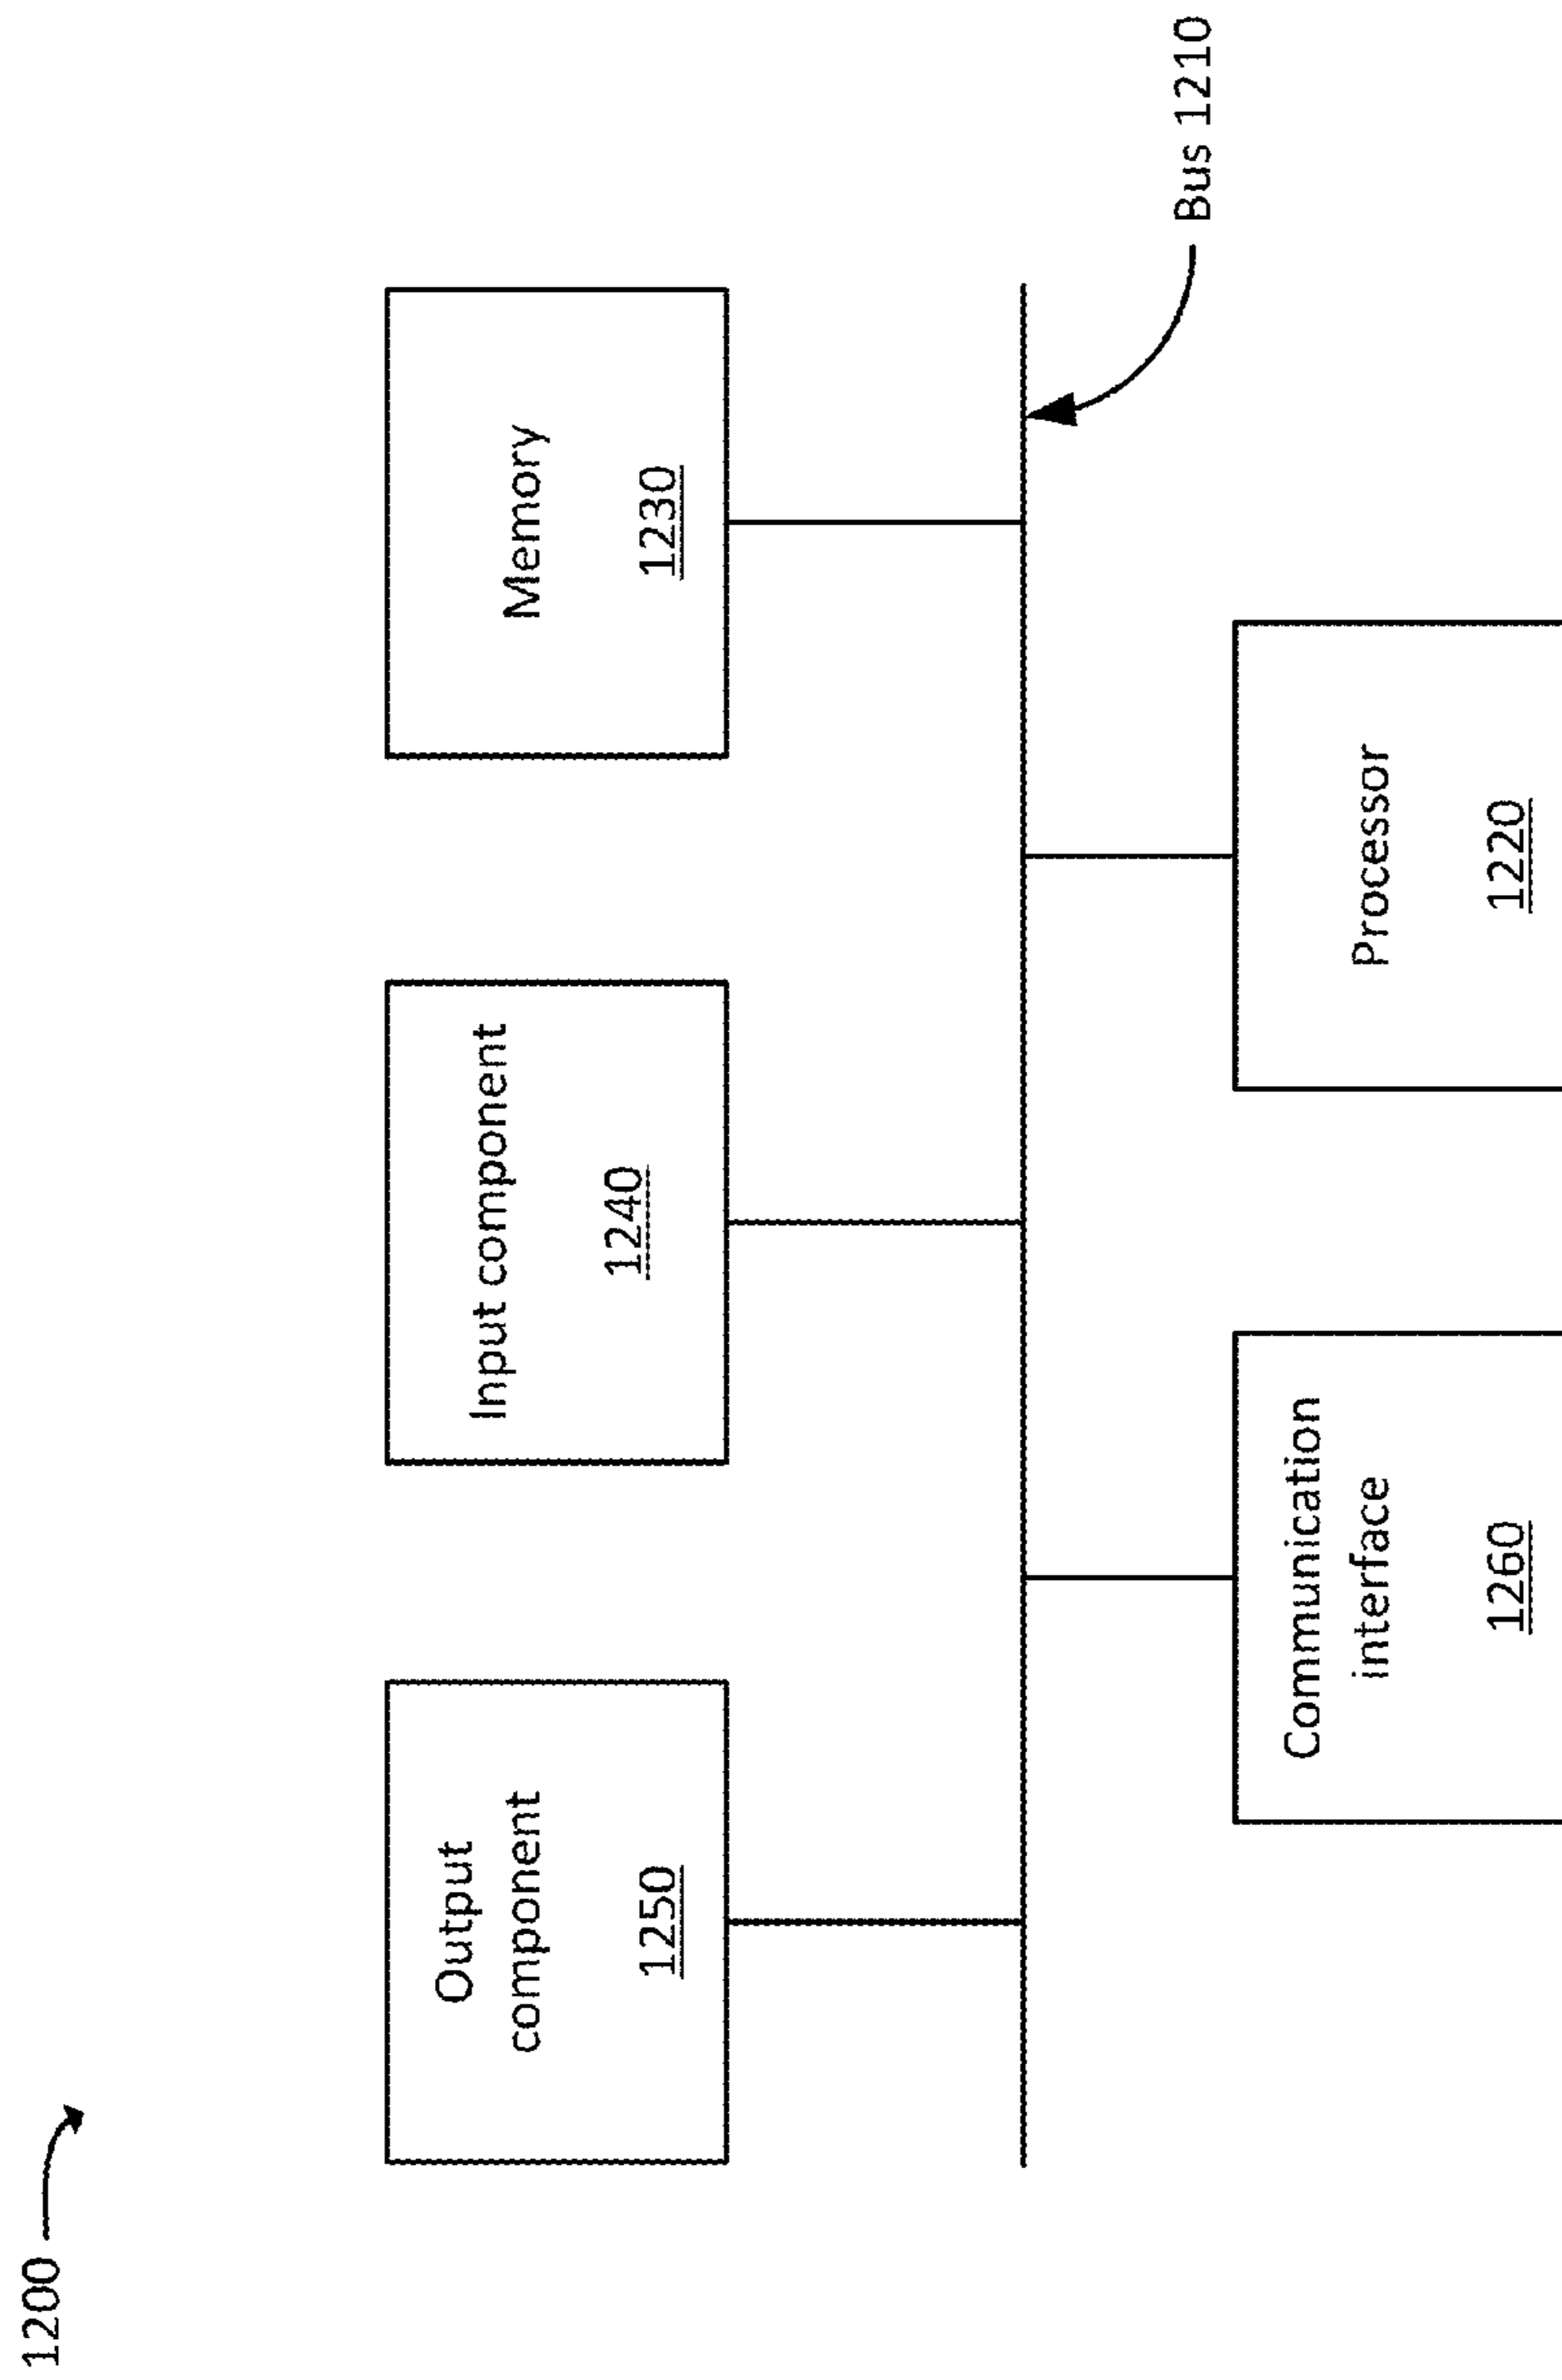 1200
Output
component
1250
Input component
1240
Memory
1230
Bus 1210
Communication
interface
1260
Processor
1220